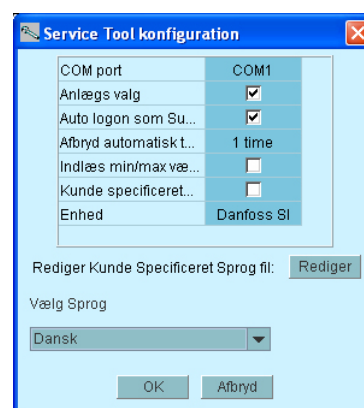 Service Tool konfiguration
COM port COM1
Anlægs valg
Auto logon som Su...
Afbryd automatisk t... 1 time
Indlæs min/max væ...
Kunde specificeret...
Enhed Danfoss SI
Rediger Kunde Specificeret Sprog fil: Rediger
Vælg Sprog
Dansk
OK Afbryd